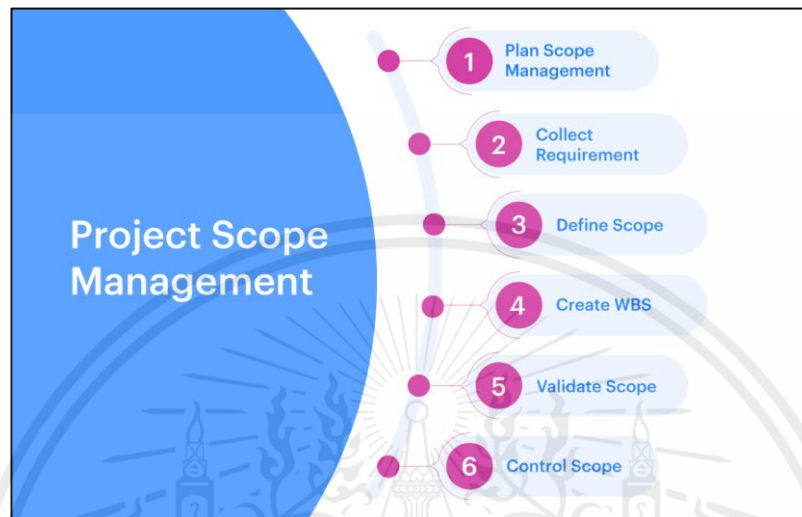 Project Scope
Management
1
Plan Scope
Management
2
Collect
Requirement
3
Define Scope
4
Create WBS
5
Validate Scope
6
Control Scope